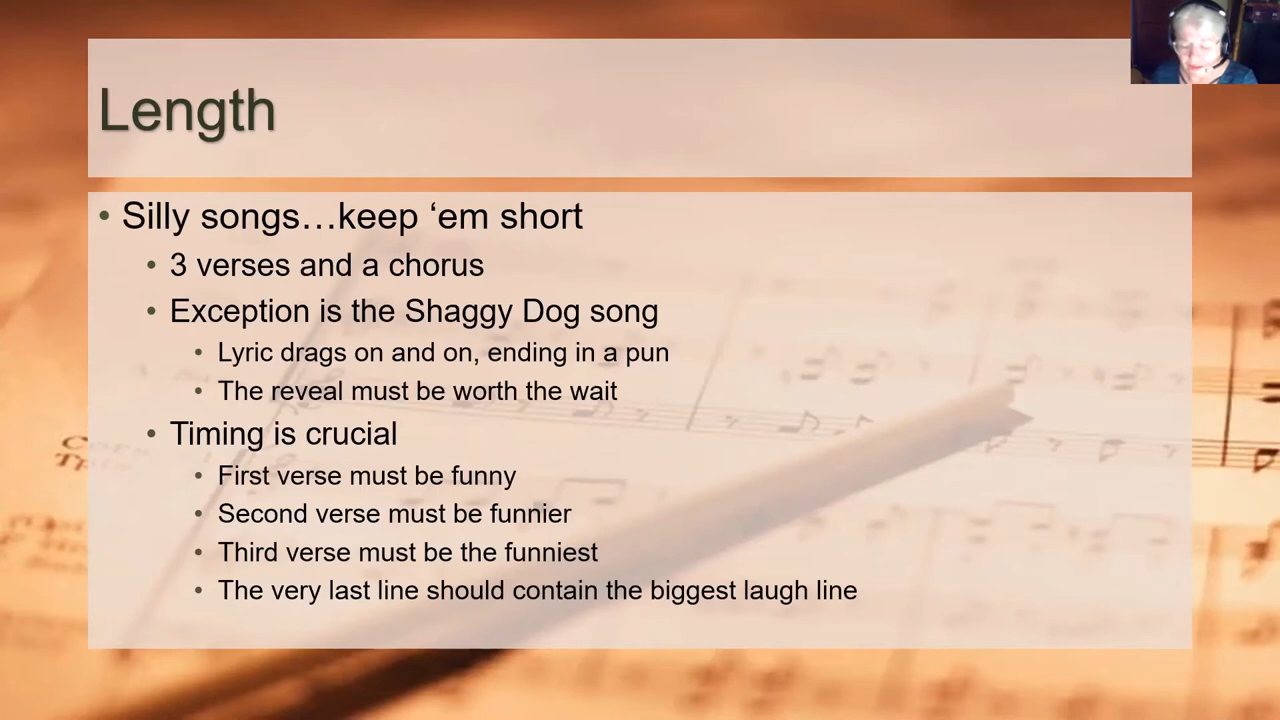 Length
• Silly songs…keep ‘em short
• 3 verses and a chorus
• Exception is the Shaggy Dog song
• Lyric drags on and on, ending in a pun
• The reveal must be worth the wait
• Timing is crucial
• First verse must be funny
• Second verse must be funnier
• Third verse must be the funniest
• The very last line should contain the biggest laugh line